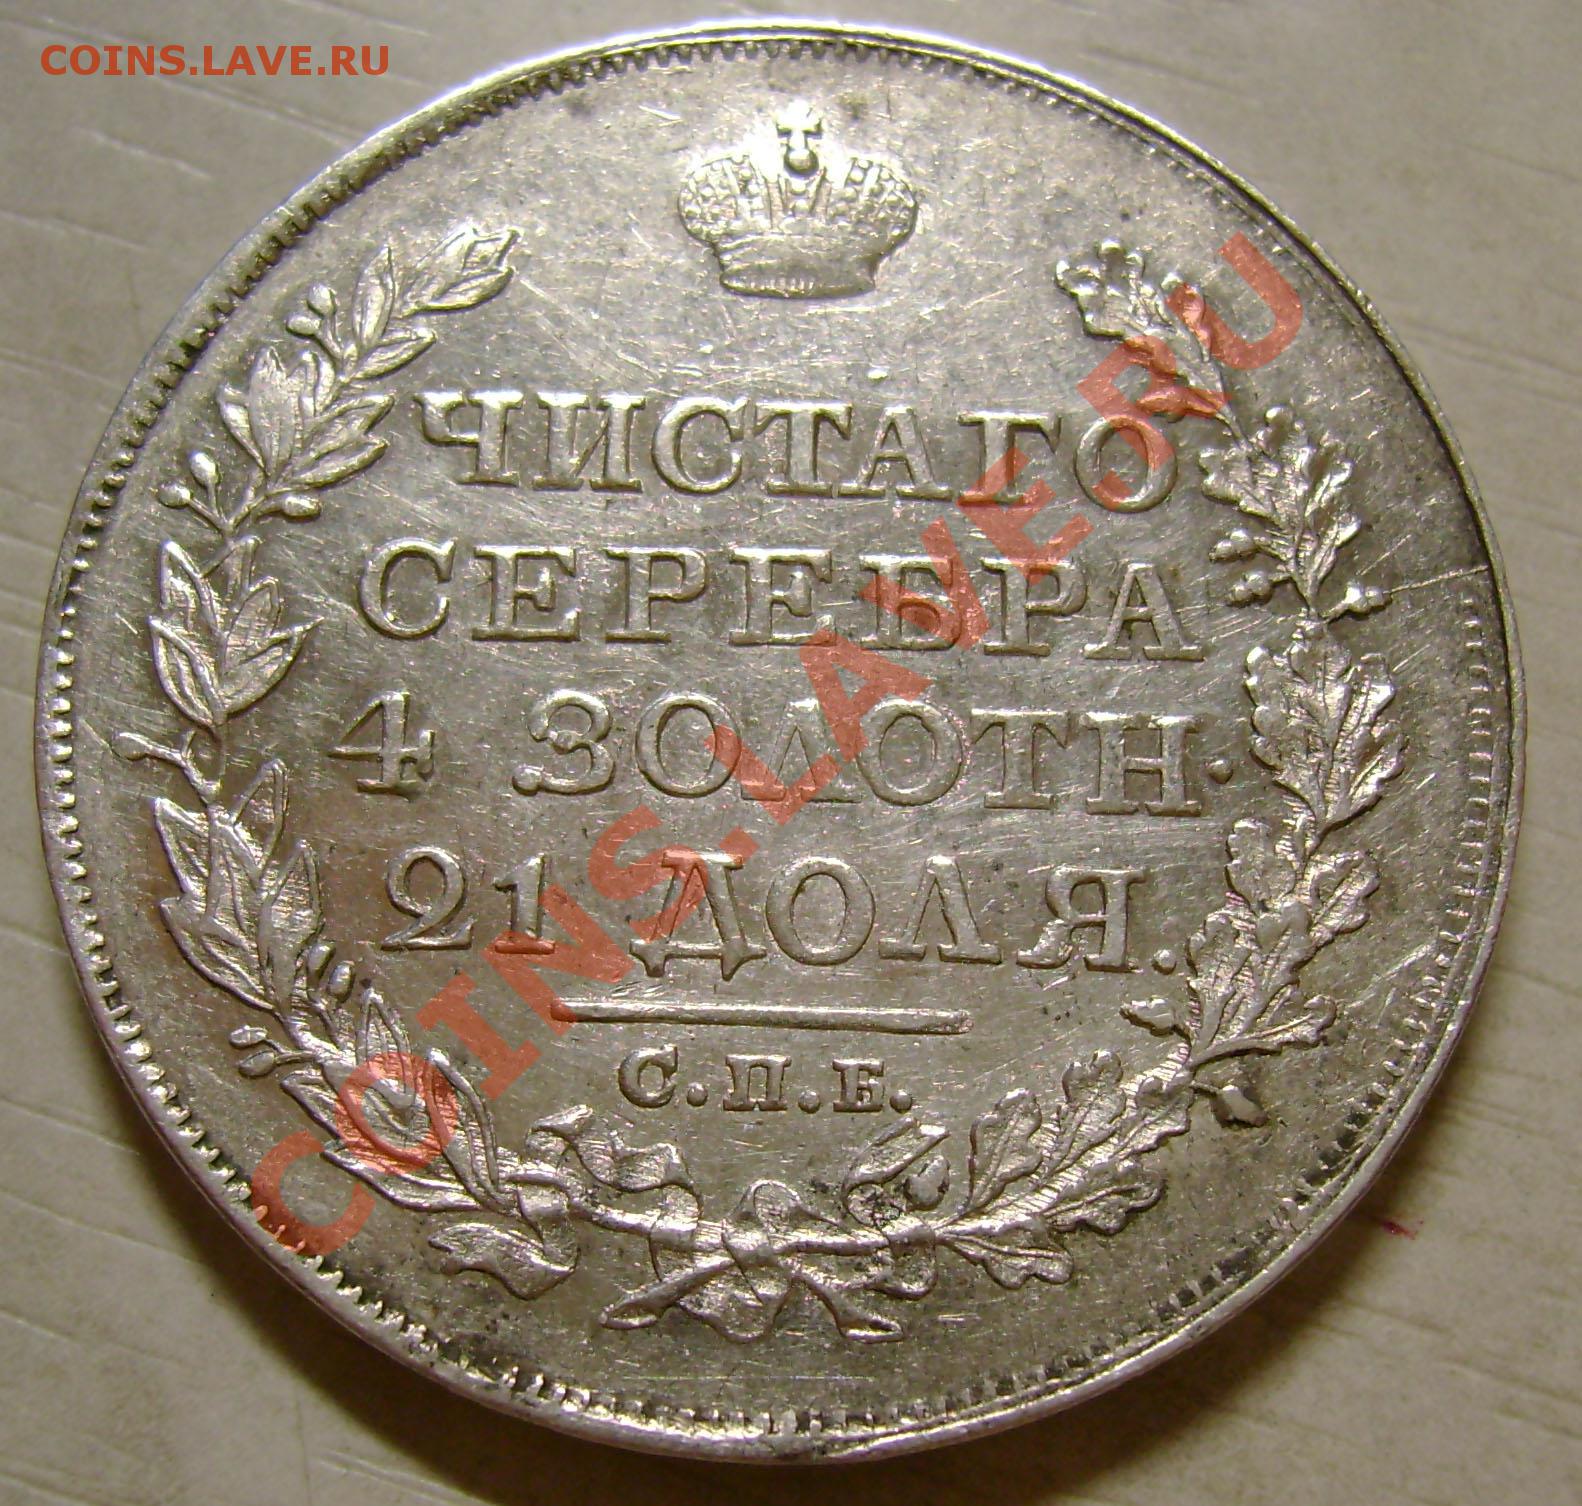 COINS.LAVE.RU
ЧИСТАГО
СЕРЕБРА
4 ЗОЛОТН.
21 ДОЛЯ.
С.П.Б.
COINS.LAVE.RU